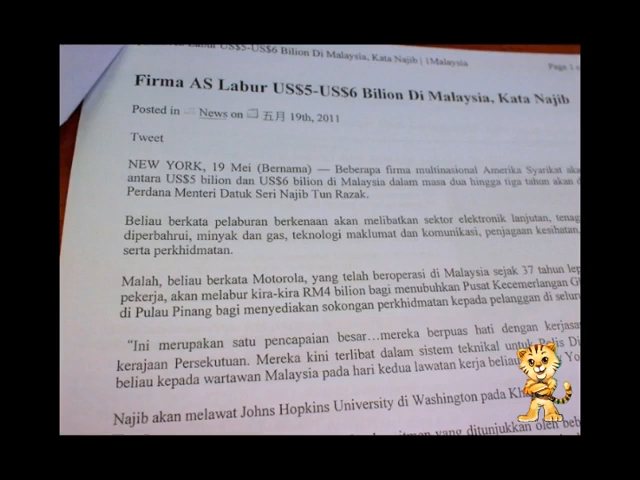 Labur US$5-US$6 Bilion Di Malaysia, Kata Najib | 1Malaysia
Page 1
Firma AS Labur US$5-US$6 Bilion Di Malaysia, Kata Najib
Posted in News on 五月 19th, 2011
Tweet
NEW YORK, 19 Mei (Bernama) — Beberapa firma multinasional Amerika Syarikat
antara US$5 bilion dan US$6 bilion di Malaysia dalam masa dua hingga tiga tahun akan
Perdana Menteri Datuk Seri Najib Tun Razak.
Beliau berkata pelaburan berkenaan akan melibatkan sektor elektronik lanjutan,
diperbahrui, minyak dan gas, teknologi maklumat dan komunikasi, penjagaan kesihatan,
serta perkhidmatan.
Malah, beliau berkata Motorola, yang telah beroperasi di Malaysia sejak 37 tahun
pekerja, akan melabur kira-kira RM4 bilion bagi menubuhkan Pusat Kecemerlangan
di Pulau Pinang bagi menyediakan sokongan perkhidmatan kepada pelanggan di
"Ini merupakan satu pencapaian besar…mereka berpuas hati dengan
kerajaan Persekutuan. Mereka kini terlibat dalam sistem teknikal untuk
beliau kepada wartawan Malaysia pada hari kedua lawatan kerja
Najib akan melawat Johns Hopkins University di Washington pada
yang ditunjukkan oleh